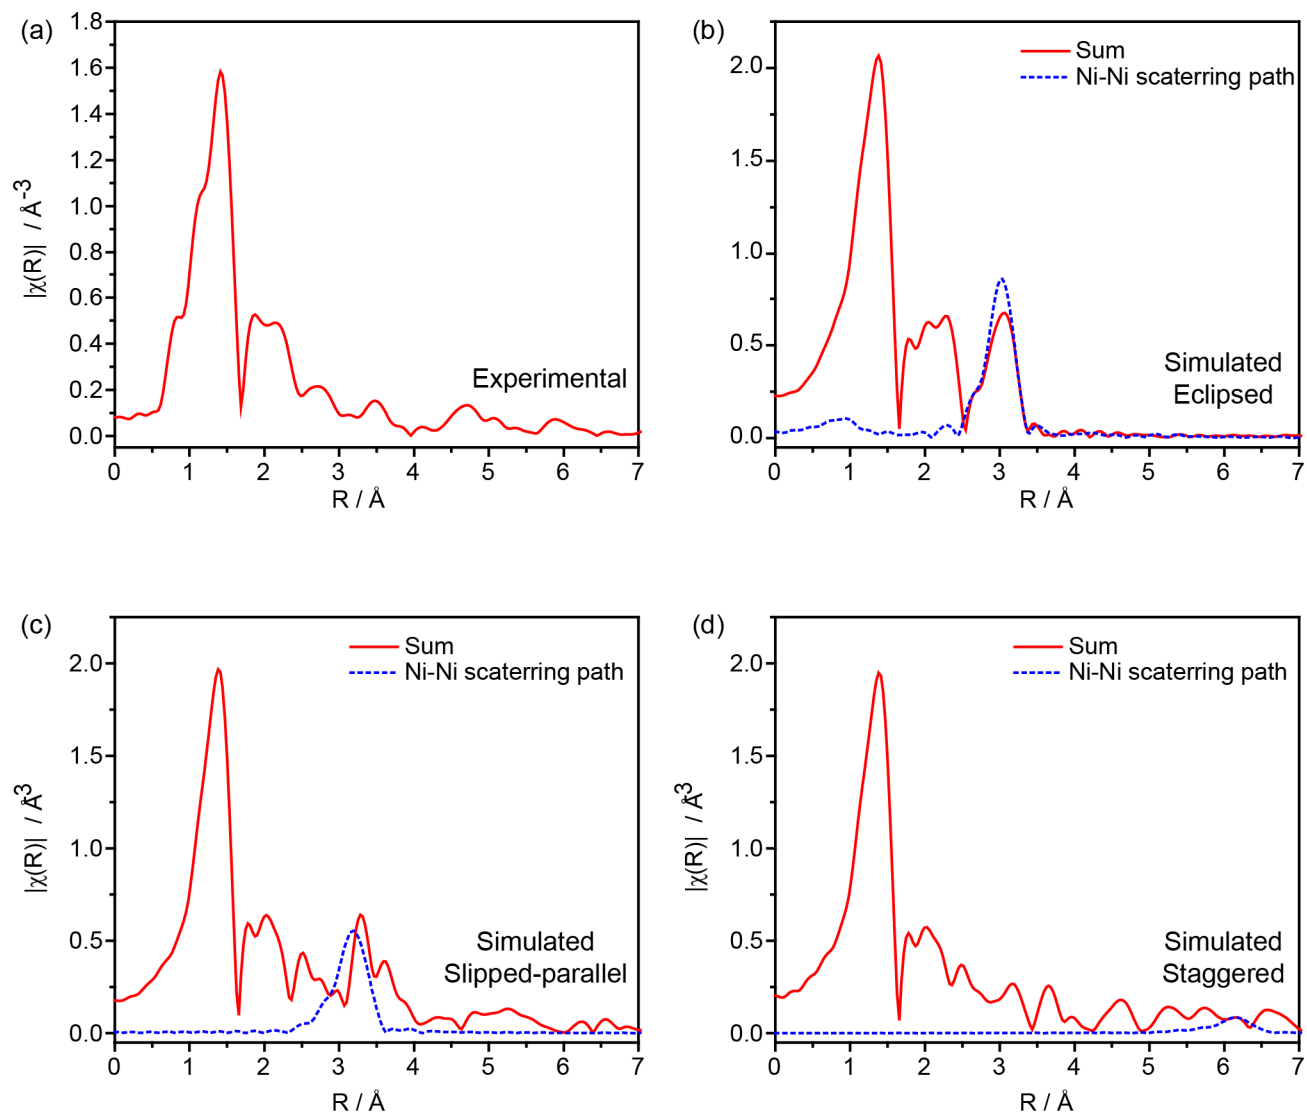 (a)
1.8
1.6
1.4
1.2
1.0
0.8
0.6
0.4
0.2
0.0
|χ(R)| / Å-3
Experimental
0 1 2 3 4 5 6 7
R / Å
(b)
2.0
1.5
1.0
0.5
0.0
Sum
Ni-Ni scaterring path
Simulated
Eclipsed
0 1 2 3 4 5 6 7
R / Å
(c)
2.0
1.5
1.0
0.5
0.0
|χ(R)| / Å-3
Sum
Ni-Ni scaterring path
Simulated
Slipped-parallel
0 1 2 3 4 5 6 7
R / Å
(d)
2.0
1.5
1.0
0.5
0.0
|χ(R)| / Å-3
Sum
Ni-Ni scaterring path
Simulated
Staggered
0 1 2 3 4 5 6 7
R / Å